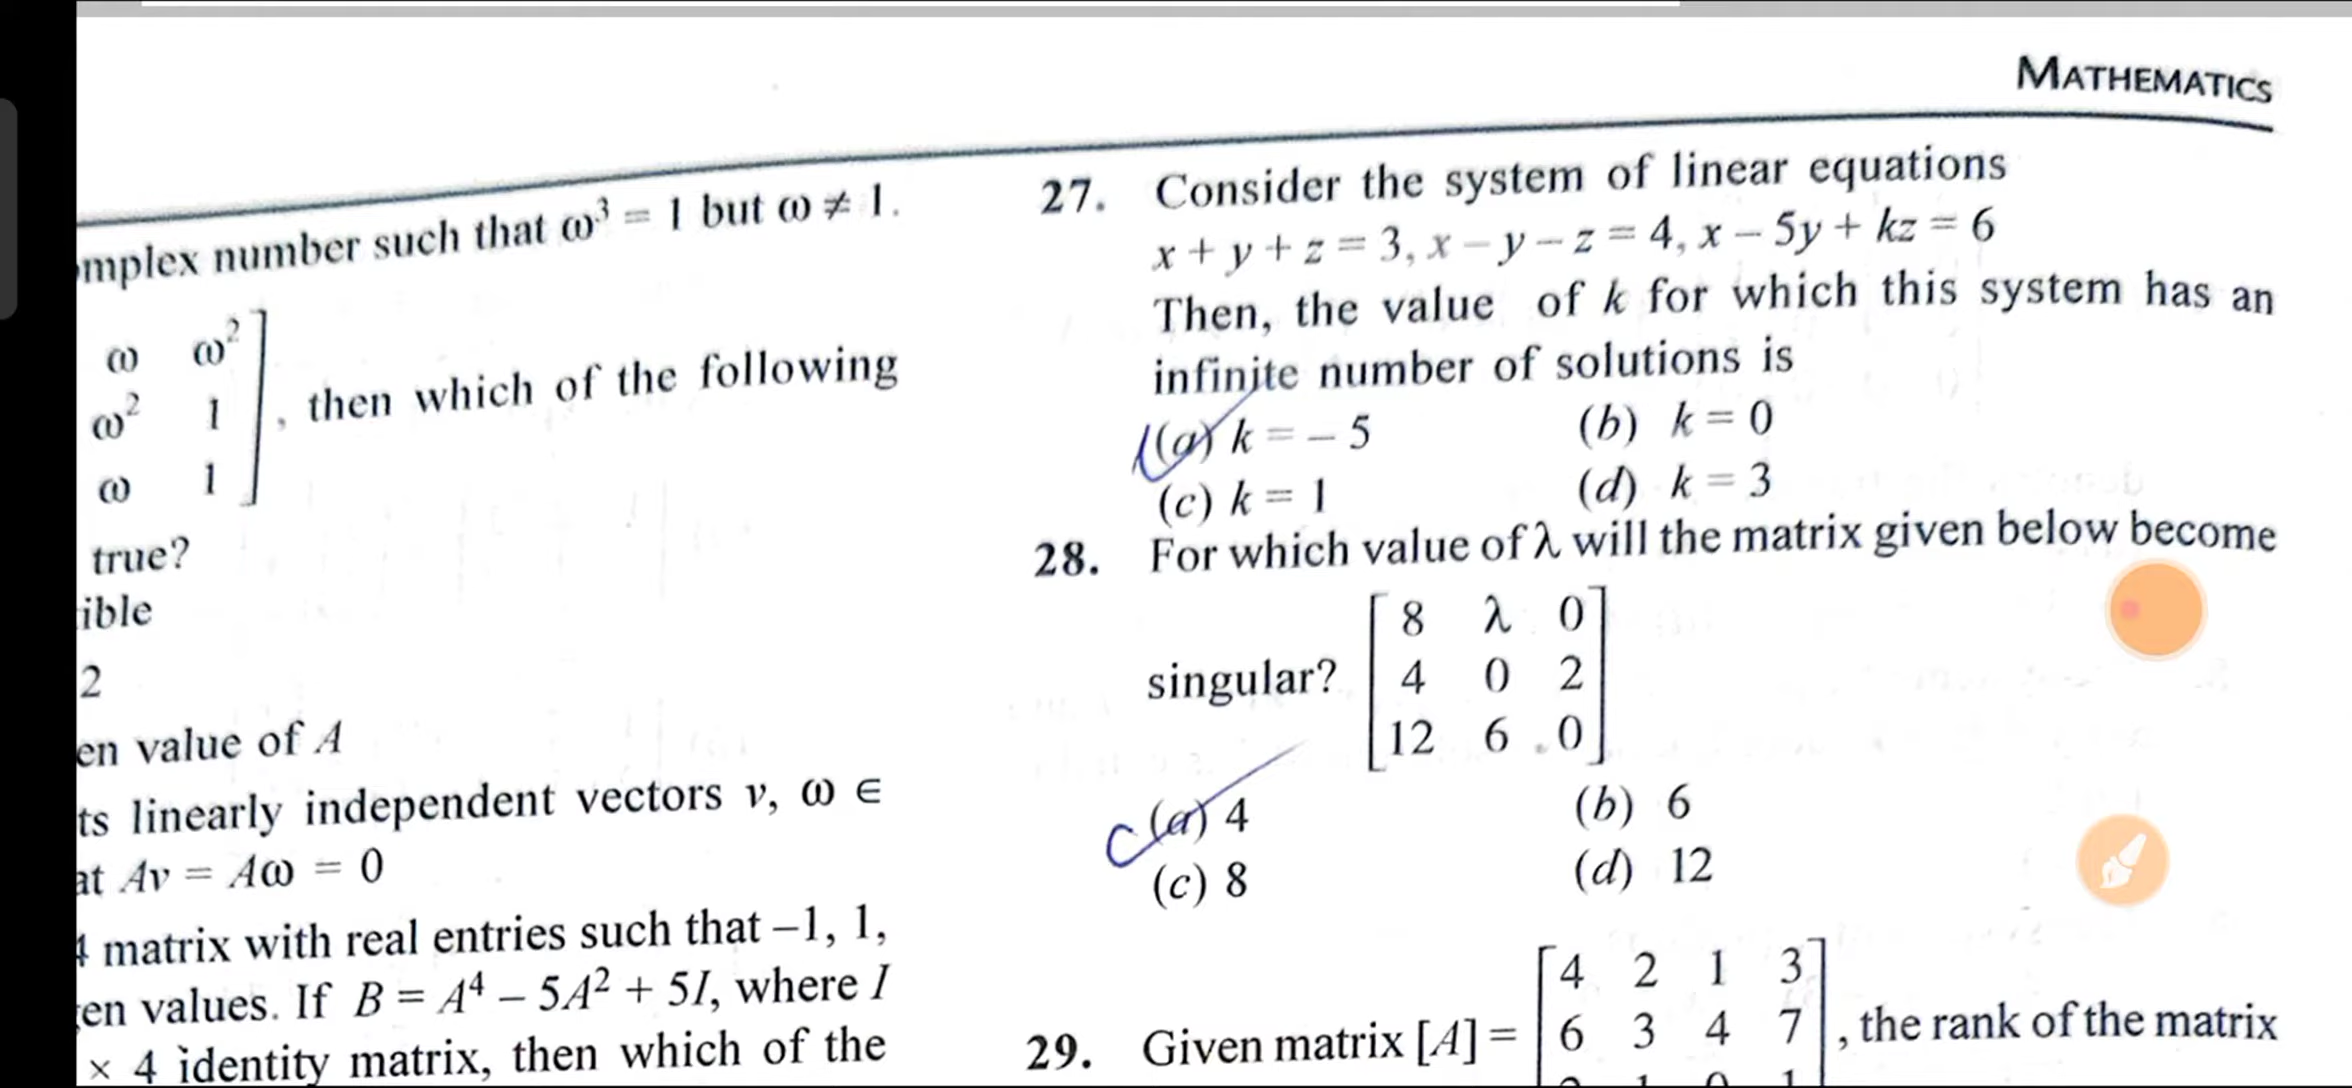 MATHEMATICS
mplex number such that ω³ = 1 but ω ≠ 1.
ω ω²
ω² 1 , then which of the following
ω 1
true?
ible
2
en value of A
ts linearly independent vectors v, ω ∈
at Av = Aω = 0
4 matrix with real entries such that –1, 1,
en values. If B = A⁴ – 5A² + 5I, where I
× 4 identity matrix, then which of the
27. Consider the system of linear equations
x + y + z = 3, x – y – z = 4, x – 5y + kz = 6
Then, the value of k for which this system has an
infinite number of solutions is
(a) k = – 5 (b) k = 0
(c) k = 1 (d) k = 3
28. For which value of λ will the matrix given below become
8 λ 0
singular? 4 0 2
12 6 0
(a) 4 (b) 6
(c) 8 (d) 12
4 2 1 3
29. Given matrix [A] = 6 3 4 7 , the rank of the matrix